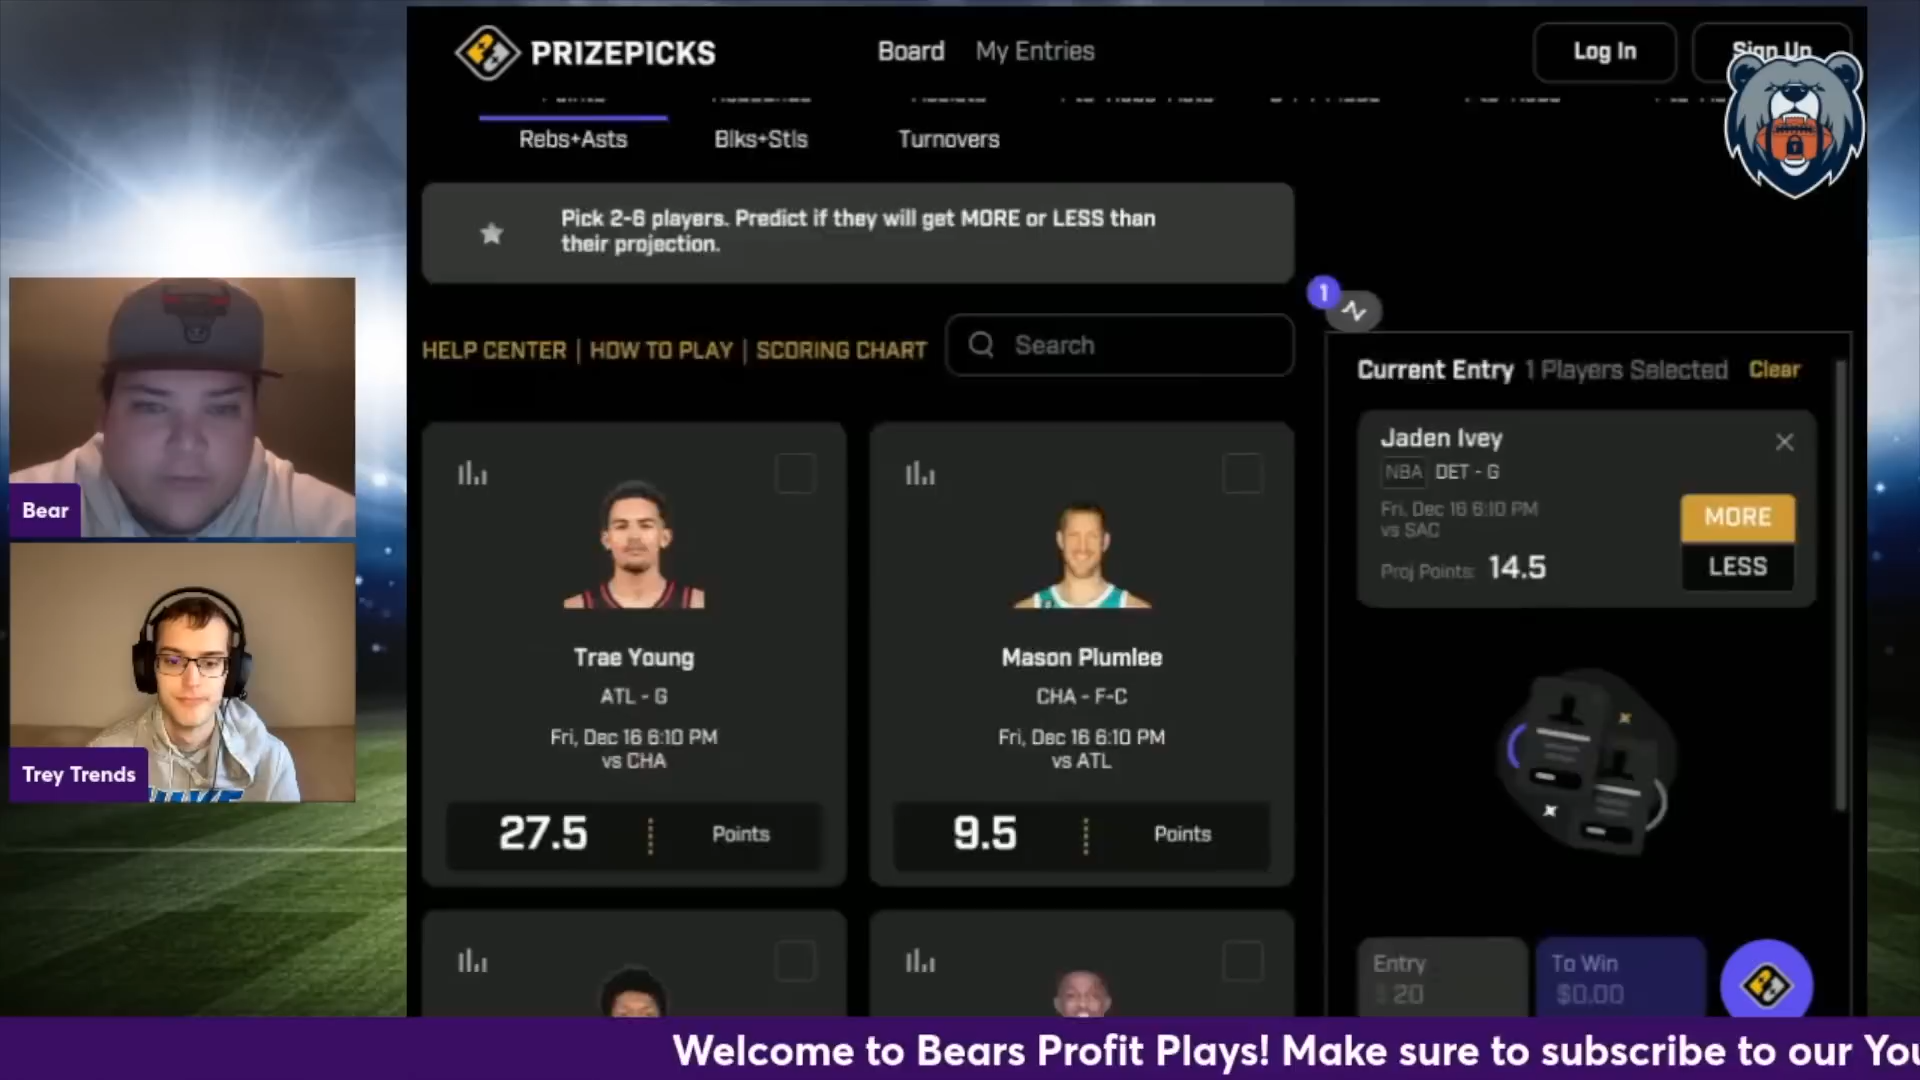 PRIZEPICKS
Board
My Entries
Log In
Sign Up
Rebs+Asts
Blks+Stls
Turnovers
Pick 2-6 players. Predict if they will get MORE or LESS than
their projection.
HELP CENTER | HOW TO PLAY | SCORING CHART
Search
1
Current Entry 1 Players Selected Clear
Jaden Ivey
NBA DET - G
Fri, Dec 16 6:10 PM
vs SAC
Proj Points: 14.5
MORE
LESS
Trae Young
ATL - G
Fri, Dec 16 6:10 PM
vs CHA
27.5 Points
Mason Plumlee
CHA - F-C
Fri, Dec 16 6:10 PM
vs ATL
9.5 Points
Entry
$ 20
To Win
$0.00
Bear
Trey Trends
Welcome to Bears Profit Plays! Make sure to subscribe to our You